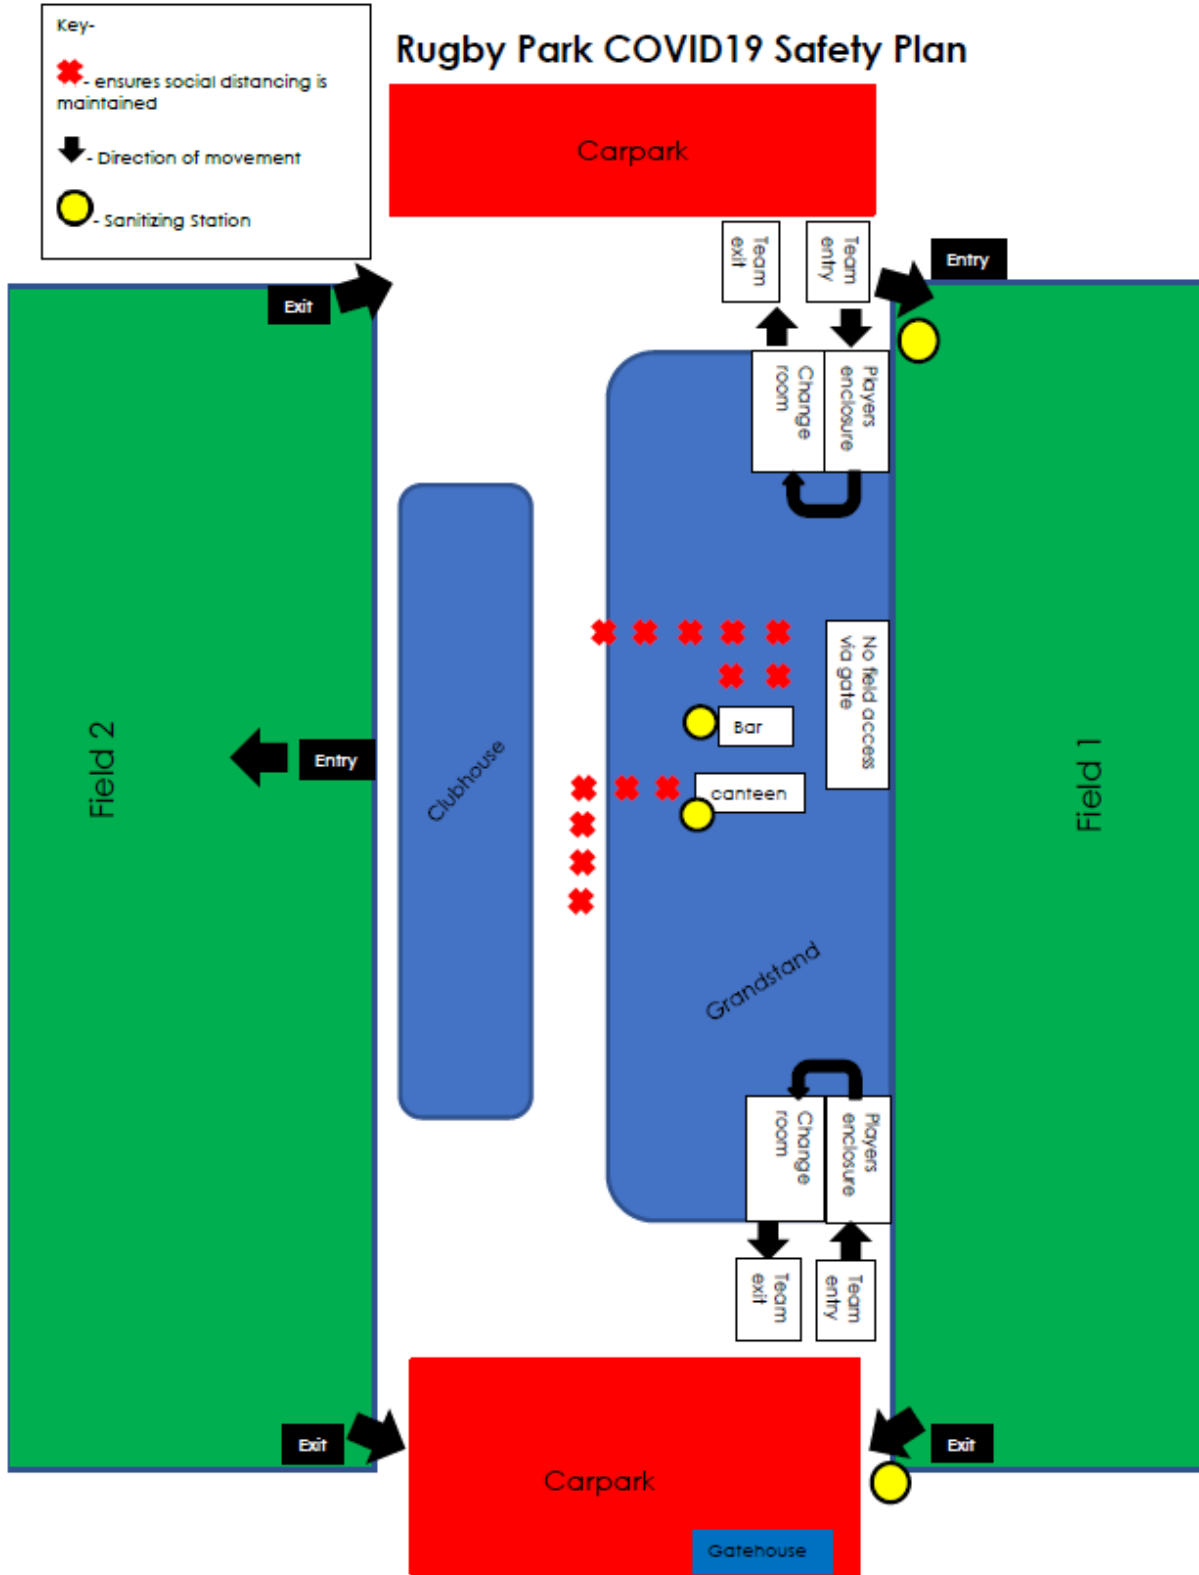 Key-
Rugby Park COVID19 Safety Plan
- ensures social distancing is
maintained
- Direction of movement
- Sanitizing Station
Carpark
Team
exit
Team
entry
Entry
Exit
Change
room
Players
enclosure
No field access
via gate
Bar
canteen
Field 2
Entry
Clubhouse
Field 1
Grandstand
Change
room
Players
enclosure
Team
exit
Team
entry
Exit
Exit
Carpark
Gatehouse